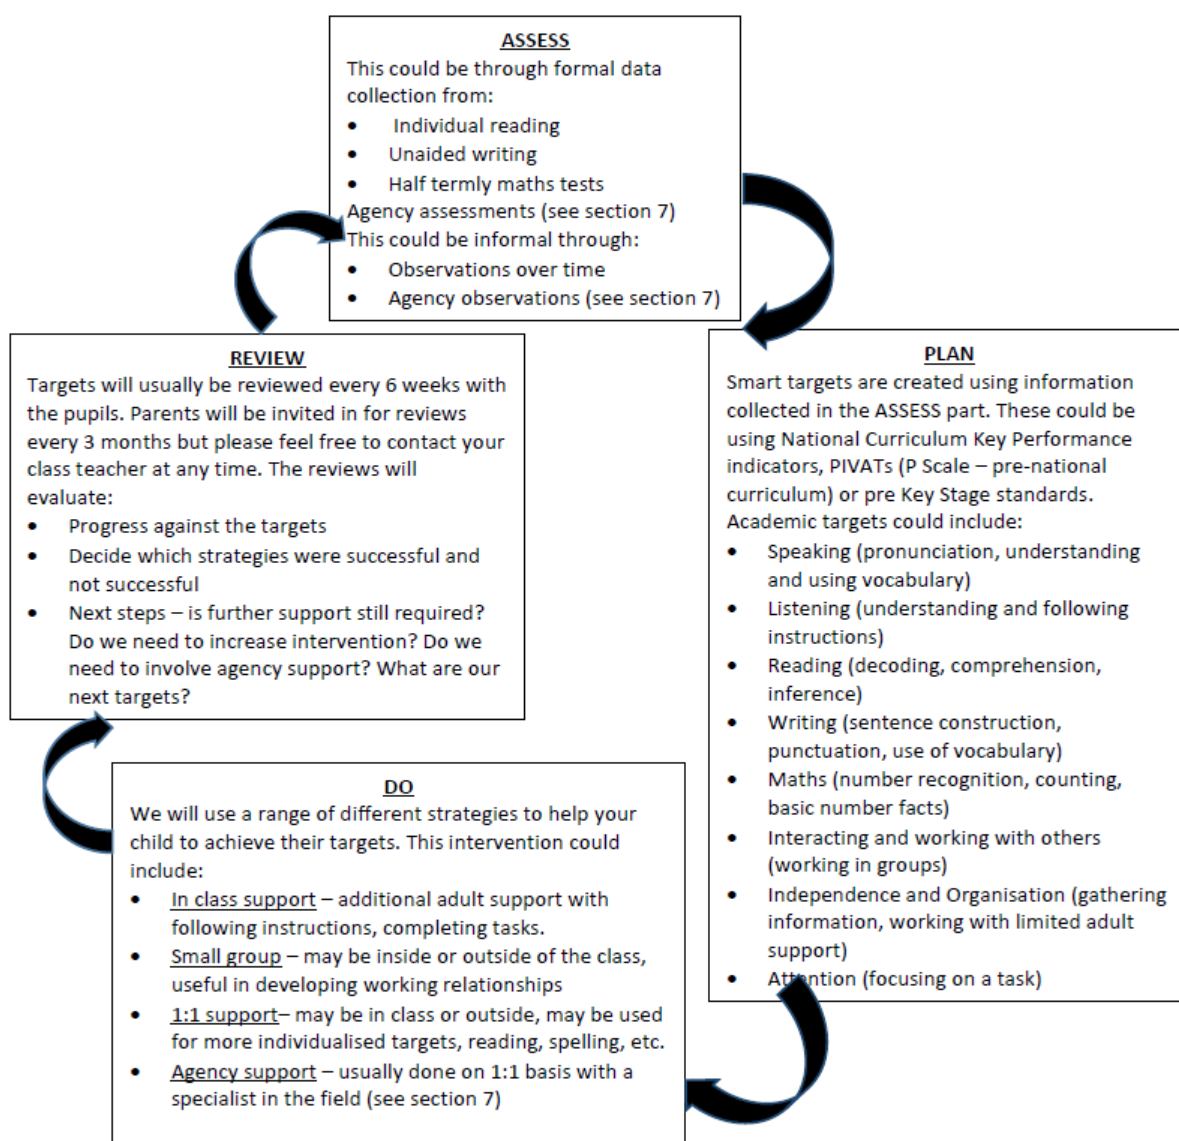 ASSESS
This could be through formal data
collection from:
• Individual reading
• Unaided writing
• Half termly maths tests
Agency assessments (see section 7)
This could be informal through:
• Observations over time
• Agency observations (see section 7)
PLAN
Smart targets are created using information
collected in the ASSESS part. These could be
using National Curriculum Key Performance
indicators, PIVATs (P Scale – pre-national
curriculum) or pre Key Stage standards.
Academic targets could include:
• Speaking (pronunciation, understanding
and using vocabulary)
• Listening (understanding and following
instructions)
• Reading (decoding, comprehension,
inference)
• Writing (sentence construction,
punctuation, use of vocabulary)
• Maths (number recognition, counting,
basic number facts)
• Interacting and working with others
(working in groups)
• Independence and Organisation (gathering
information, working with limited adult
support)
• Attention (focusing on a task)
DO
We will use a range of different strategies to help your
child to achieve their targets. This intervention could
include:
• In class support – additional adult support with
following instructions, completing tasks.
• Small group – may be inside or outside of the class,
useful in developing working relationships
• 1:1 support– may be in class or outside, may be used
for more individualised targets, reading, spelling, etc.
• Agency support – usually done on 1:1 basis with a
specialist in the field (see section 7)
REVIEW
Targets will usually be reviewed every 6 weeks with
the pupils. Parents will be invited in for reviews
every 3 months but please feel free to contact your
class teacher at any time. The reviews will
evaluate:
• Progress against the targets
• Decide which strategies were successful and
not successful
• Next steps – is further support still required?
Do we need to increase intervention? Do we
need to involve agency support? What are our
next targets?